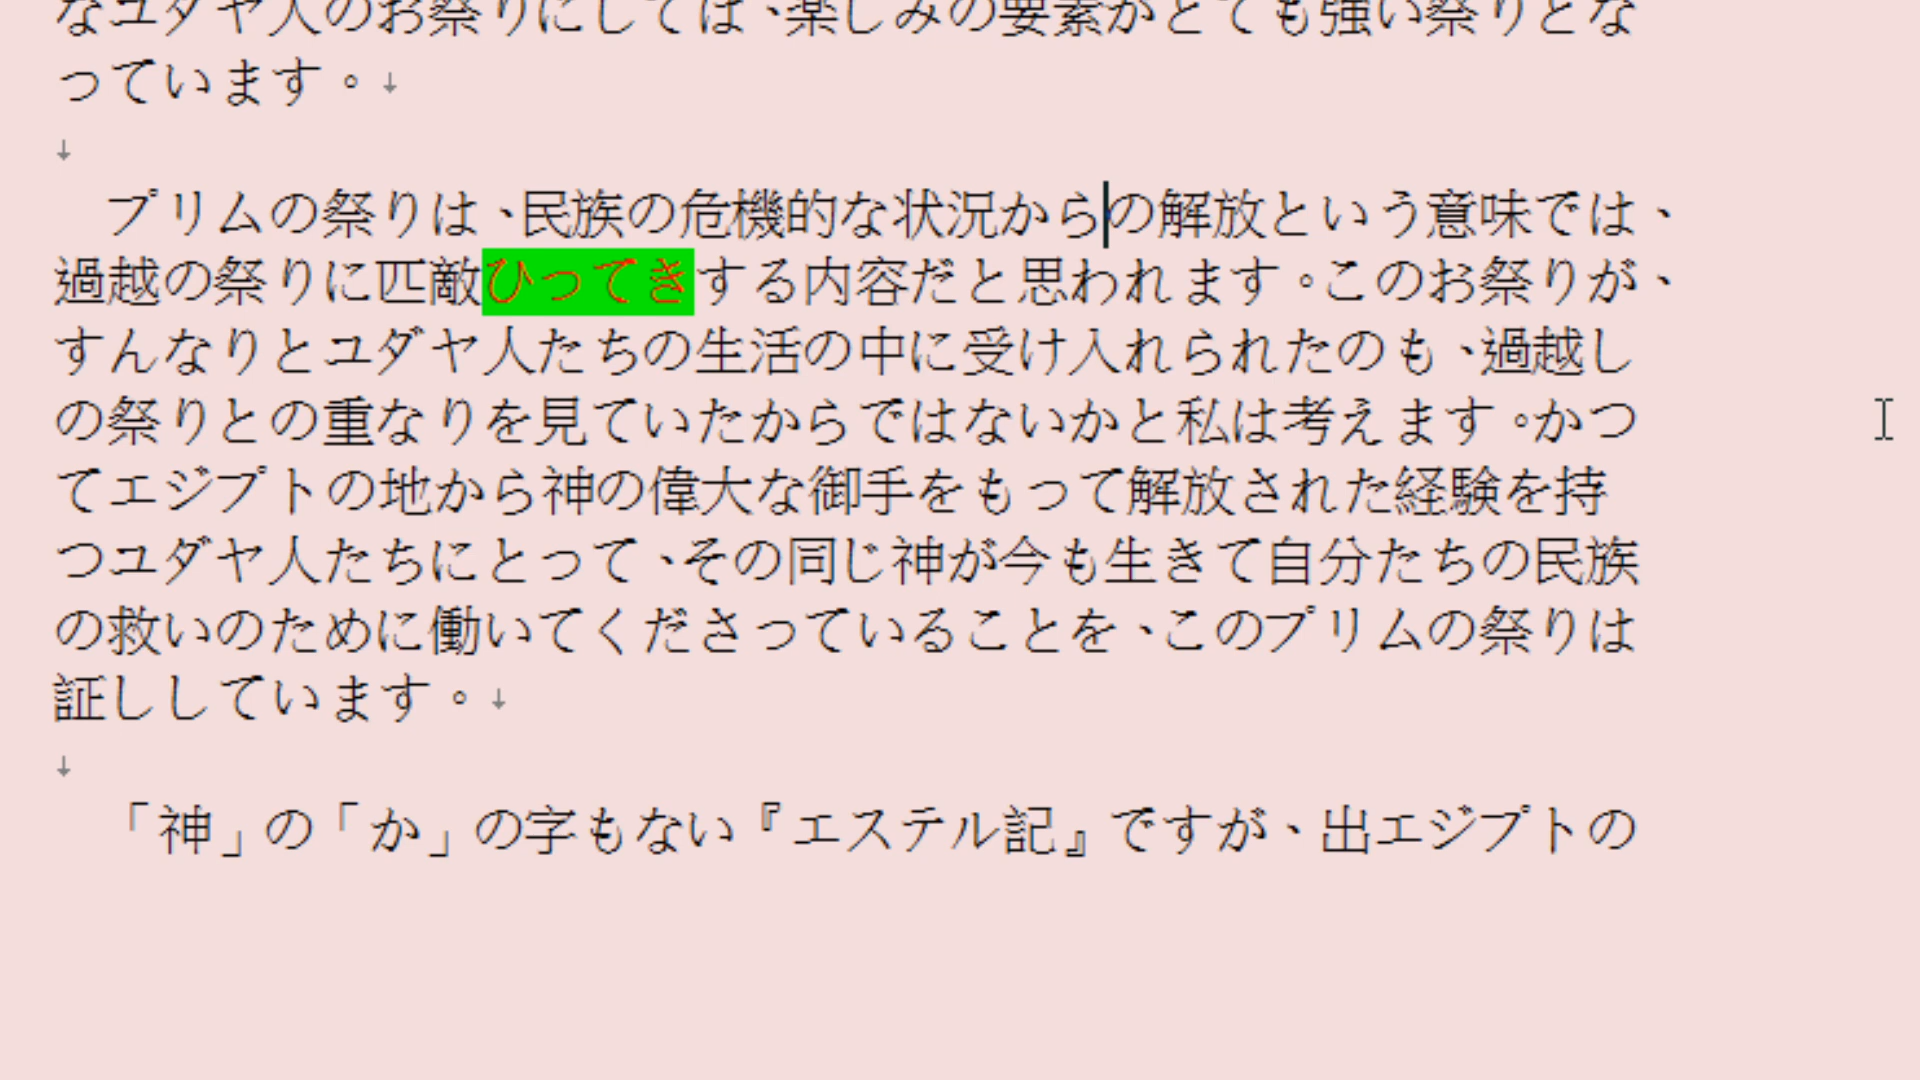 なユダヤ人のお祭りにしては、楽しみの要素がとても強い祭りとな
っています。↓
↓
　プリムの祭りは、民族の危機的な状況からの解放という意味では、
過越の祭りに匹敵ひってきする内容だと思われます。このお祭りが、
すんなりとユダヤ人たちの生活の中に受け入れられたのも、過越し
の祭りとの重なりを見ていたからではないかと私は考えます。かつ
てエジプトの地から神の偉大な御手をもって解放された経験を持
つユダヤ人たちにとって、その同じ神が今も生きて自分たちの民族
の救いのために働いてくださっていることを、このプリムの祭りは
証ししています。↓
↓
　「神」の「か」の字もない『エステル記』ですが、出エジプトの